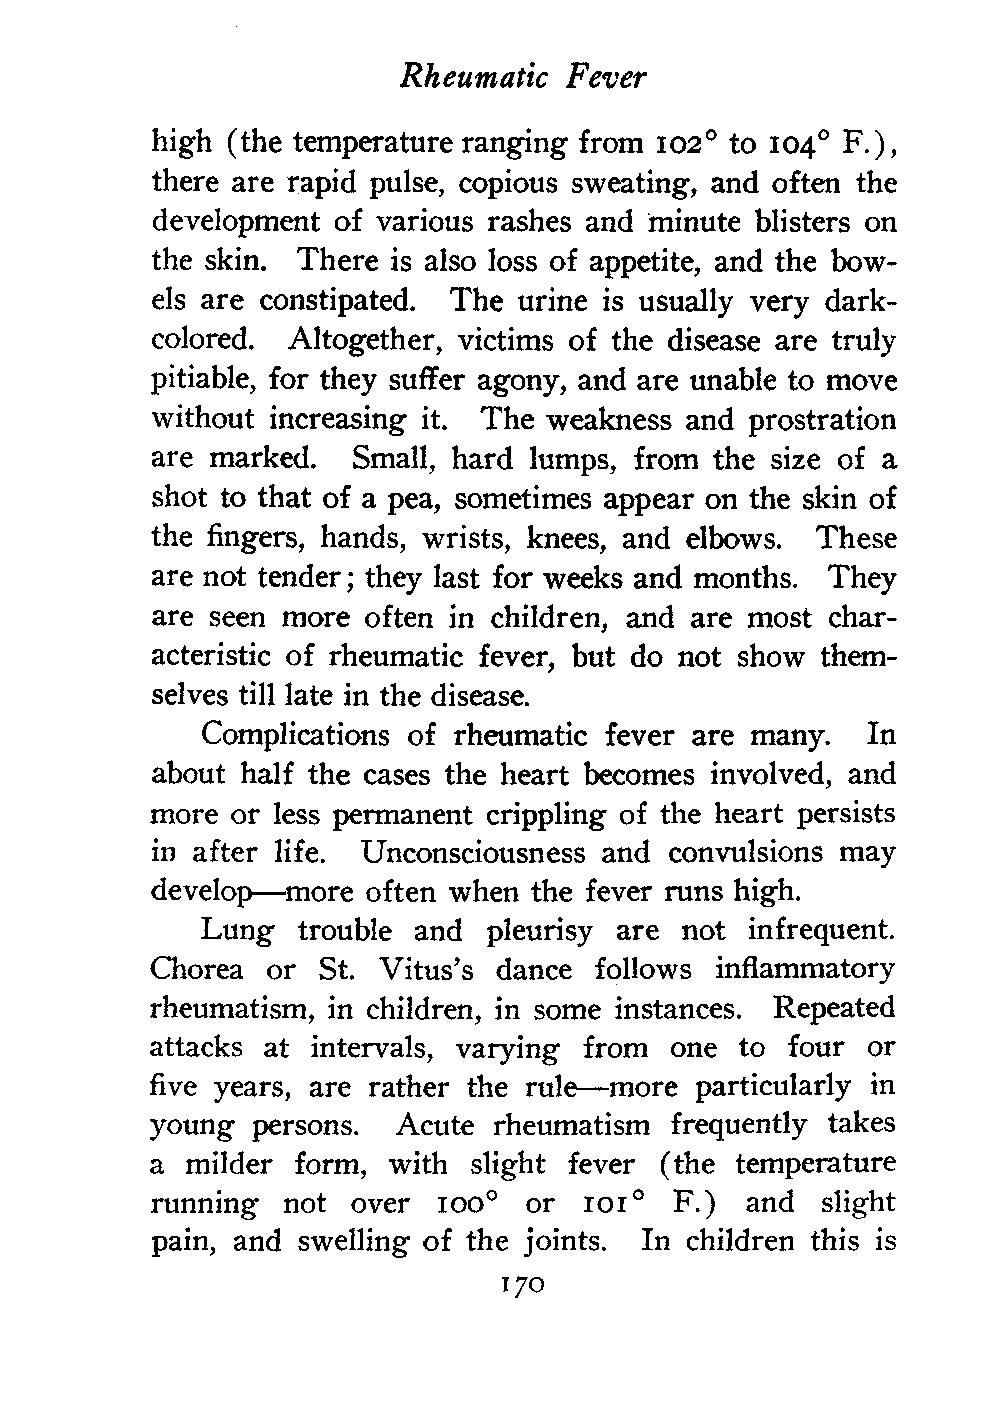 Rheumatic Fever
high (the temperature ranging from 102° to 104° F.),
there are rapid pulse, copious sweating, and often the
development of various rashes and minute blisters on
the skin. There is also loss of appetite, and the bow-
els are constipated. The urine is usually very dark-
colored. Altogether, victims of the disease are truly
pitiable, for they suffer agony, and are unable to move
without increasing it. The weakness and prostration
are marked. Small, hard lumps, from the size of a
shot to that of a pea, sometimes appear on the skin of
the fingers, hands, wrists, knees, and elbows. These
are not tender; they last for weeks and months. They
are seen more often in children, and are most char-
acteristic of rheumatic fever, but do not show them-
selves till late in the disease.
Complications of rheumatic fever are many. In
about half the cases the heart becomes involved, and
more or less permanent crippling of the heart persists
in after life. Unconsciousness and convulsions may
develop—more often when the fever runs high.
Lung trouble and pleurisy are not infrequent.
Chorea or St. Vitus's dance follows inflammatory
rheumatism, in children, in some instances. Repeated
attacks at intervals, varying from one to four or
five years, are rather the rule—more particularly in
young persons. Acute rheumatism frequently takes
a milder form, with slight fever (the temperature
running not over 100° or 101° F.) and slight
pain, and swelling of the joints. In children this is
170